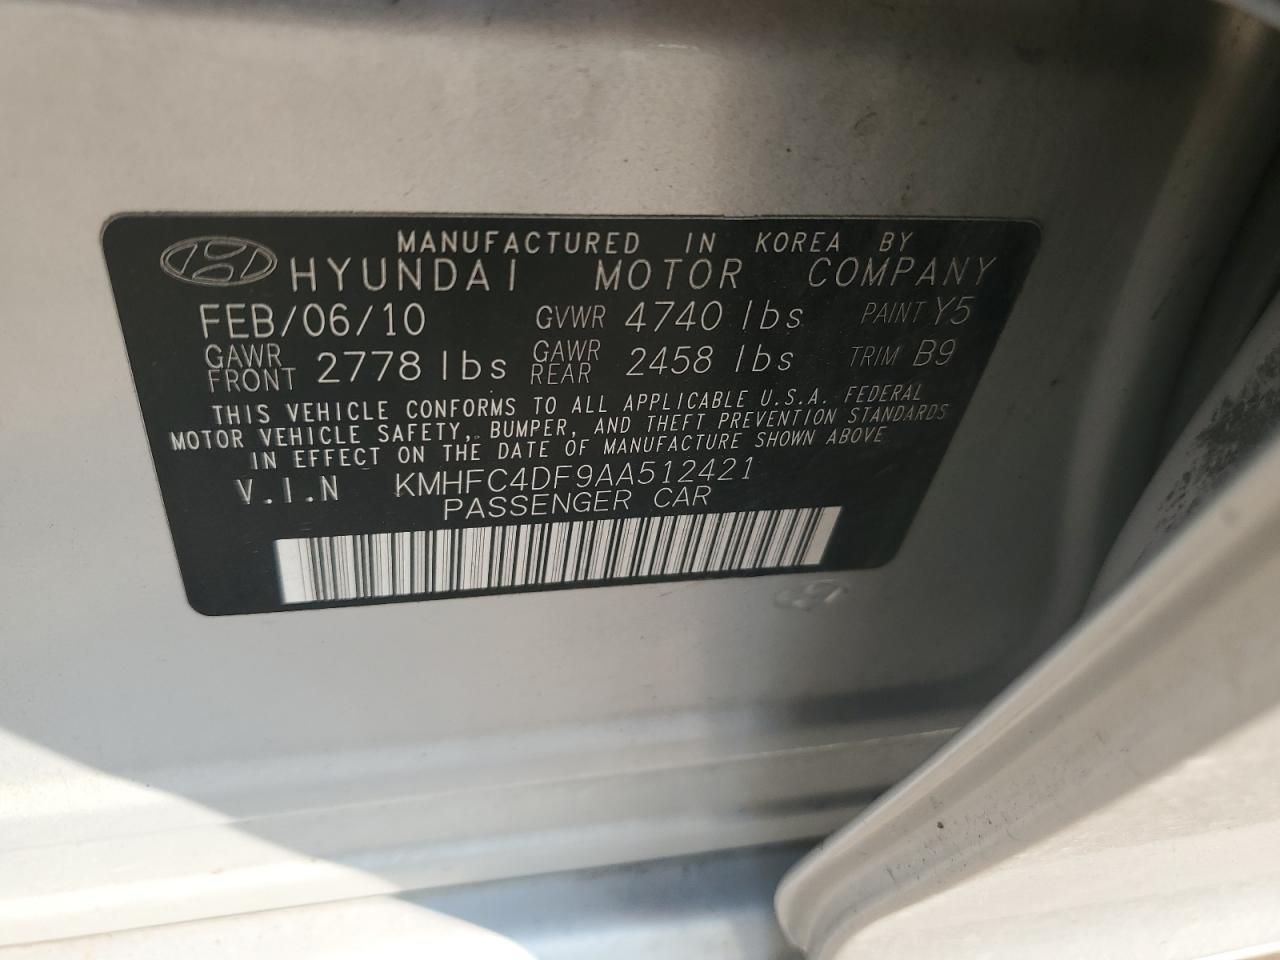 MANUFACTURED IN KOREA BY
HYUNDAI MOTOR COMPANY
FEB/06/10 GVWR 4740 lbs PAINT Y5
GAWR FRONT 2778 lbs GAWR REAR 2458 lbs TRIM B9
THIS VEHICLE CONFORMS TO ALL APPLICABLE U.S.A. FEDERAL
MOTOR VEHICLE SAFETY, BUMPER, AND THEFT PREVENTION STANDARDS
IN EFFECT ON THE DATE OF MANUFACTURE SHOWN ABOVE
V.I.N KMHFC4DF9AA512421
PASSENGER CAR